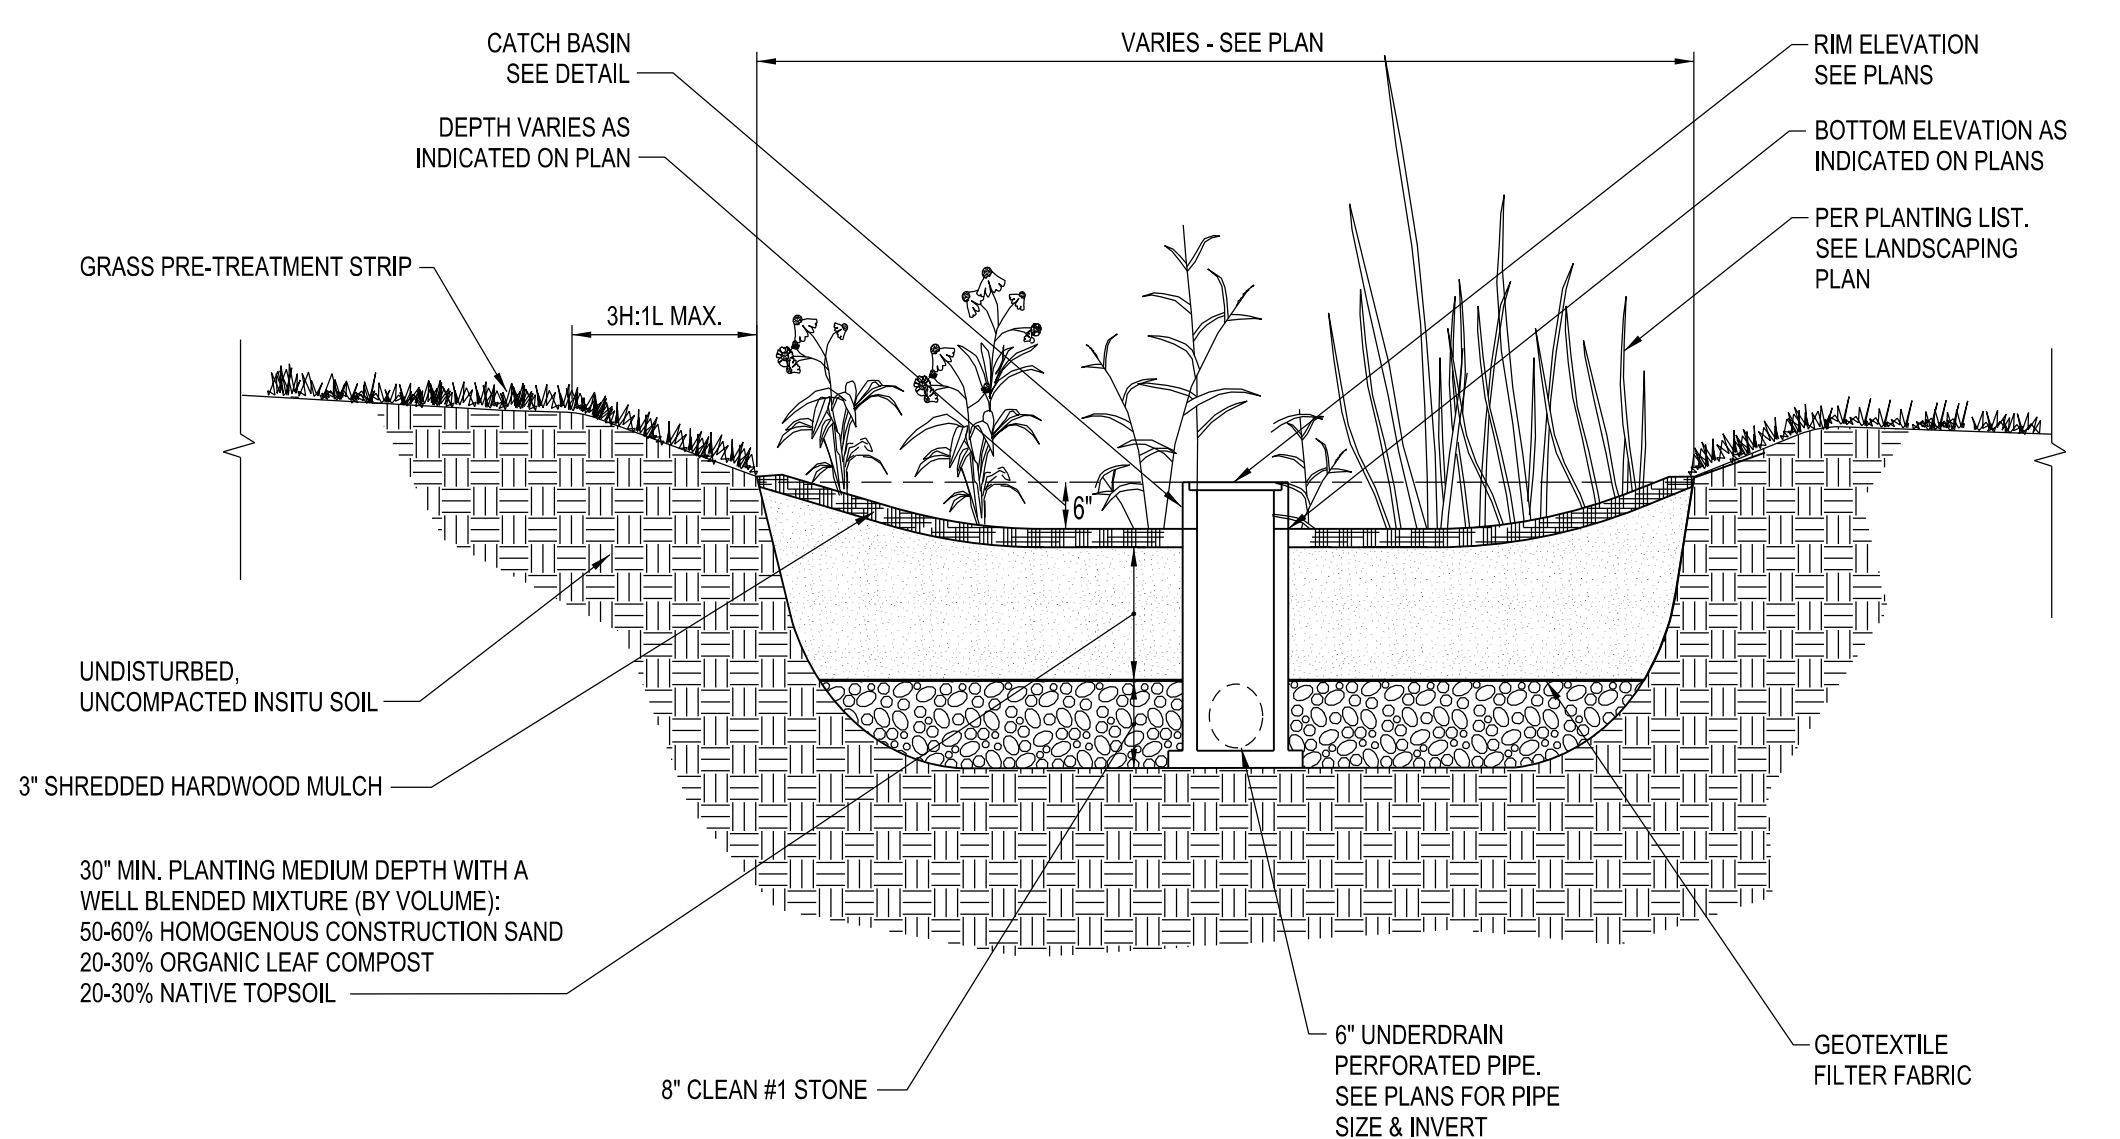 CATCH BASIN
SEE DETAIL
VARIES - SEE PLAN
RIM ELEVATION
SEE PLANS
DEPTH VARIES AS
INDICATED ON PLAN
BOTTOM ELEVATION AS
INDICATED ON PLANS
PER PLANTING LIST.
SEE LANDSCAPING
PLAN
GRASS PRE-TREATMENT STRIP
3H:1L MAX.
6"
UNDISTURBED,
UNCOMPACTED INSITU SOIL
3" SHREDDED HARDWOOD MULCH
30" MIN. PLANTING MEDIUM DEPTH WITH A
WELL BLENDED MIXTURE (BY VOLUME):
50-60% HOMOGENOUS CONSTRUCTION SAND
20-30% ORGANIC LEAF COMPOST
20-30% NATIVE TOPSOIL
8" CLEAN #1 STONE
6" UNDERDRAIN
PERFORATED PIPE.
SEE PLANS FOR PIPE
SIZE & INVERT
GEOTEXTILE
FILTER FABRIC